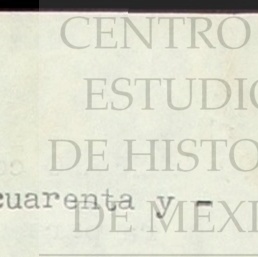 CENTRO
ESTUDIO
DE HISTO
cuarenta y -
DE MEXI